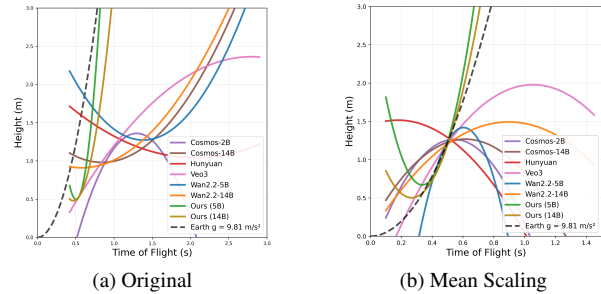 (a)
(b)
3.0
2.5
2.0
1.5
1.0
0.5
0.0
Height (m)
Cosmos-2B
Cosmos-14B
Hunyuan
Veo3
Wan2.2-5B
Wan2.2-14B
Ours (5B)
Ours (14B)
Earth g = 9.81 m/s²
0.0 0.5 1.0 1.5 2.0 2.5 3.0
Time of Flight (s)
(a) Original
3.0
2.5
2.0
1.5
1.0
0.5
0.0
Height (m)
Cosmos-2B
Cosmos-14B
Hunyuan
Veo3
Wan2.2-5B
Wan2.2-14B
Ours (5B)
Ours (14B)
Earth g = 9.81 m/s²
0.0 0.2 0.4 0.6 0.8 1.0 1.2 1.4
Time of Flight (s)
(b) Mean Scaling